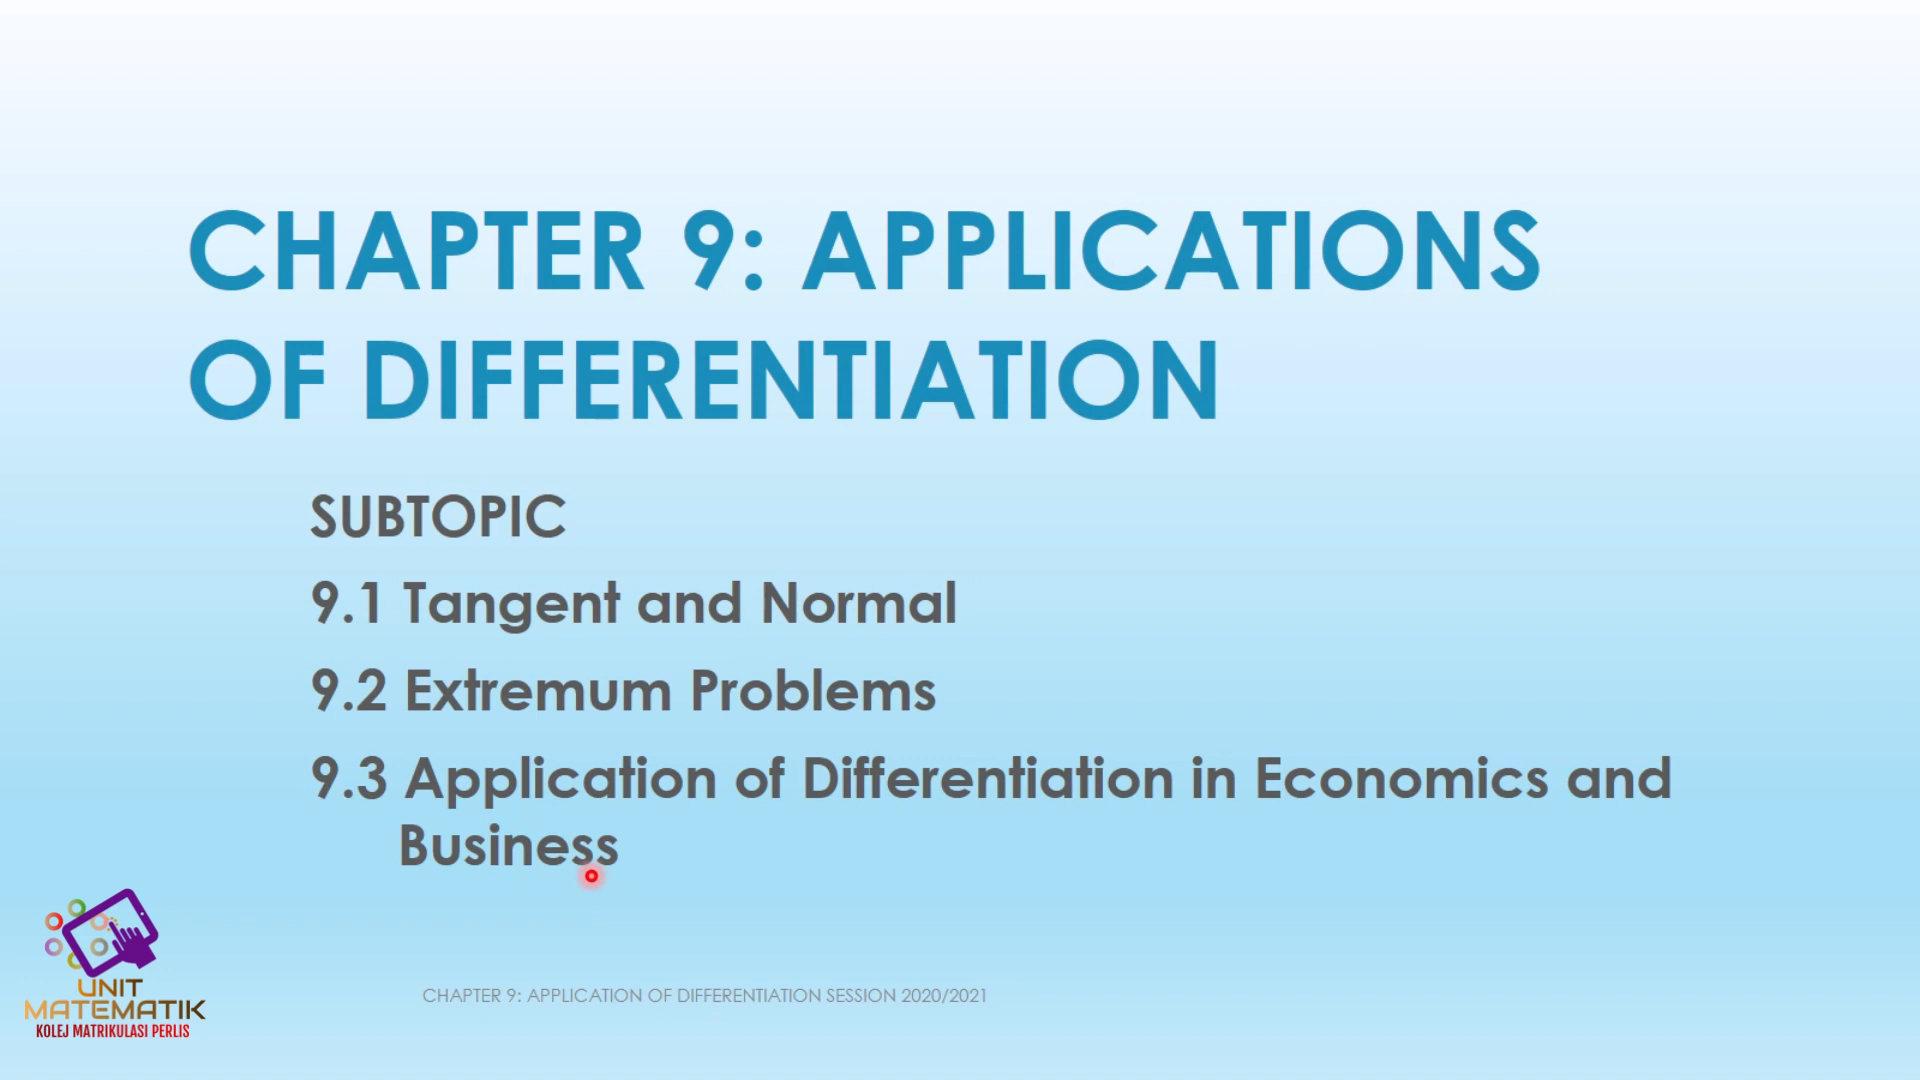 CHAPTER 9: APPLICATIONS
OF DIFFERENTIATION
SUBTOPIC
9.1 Tangent and Normal
9.2 Extremum Problems
9.3 Application of Differentiation in Economics and
Business
UNIT
MATEMATIK
KOLEJ MATRIKULASI PERLIS
CHAPTER 9: APPLICATION OF DIFFERENTIATION SESSION 2020/2021